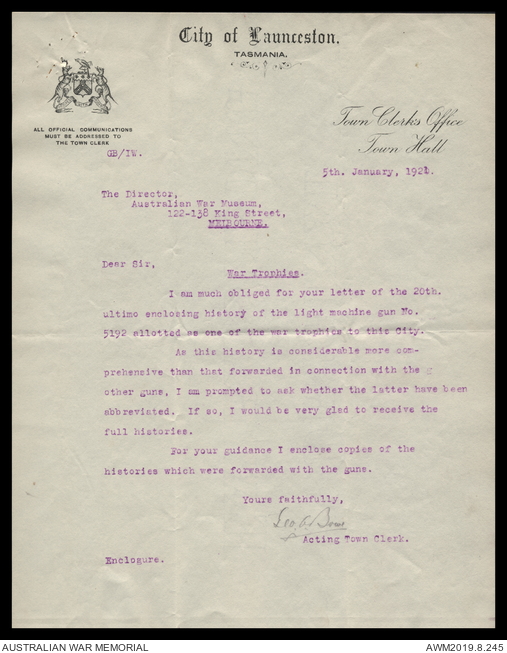 City of Launceston.
TASMANIA.
ALL OFFICIAL COMMUNICATIONS
MUST BE ADDRESSED TO
THE TOWN CLERK
Town Clerk's Office
Town Hall
GB/IW.
5th. January, 192
The Director,
Australian War Museum,
122-138 King Street,
MELBOURNE.
Dear Sir,
War Trophies.
I am much obliged for your letter of the 20th.
ultimo enclosing history of the light machine gun No.
5192 allotted as one of the war trophies to this City.
As this history is considerable more com-
prehensive than that forwarded in connection with the g
other guns, I am prompted to ask whether the latter have been
abbreviated. If so, I would be very glad to receive the
full histories.
For your guidance I enclose copies of the
histories which were forwarded with the guns.
Yours faithfully,
Acting Town Clerk.
Enclosure.
AUSTRALIAN WAR MEMORIAL
AWM2019.8.245